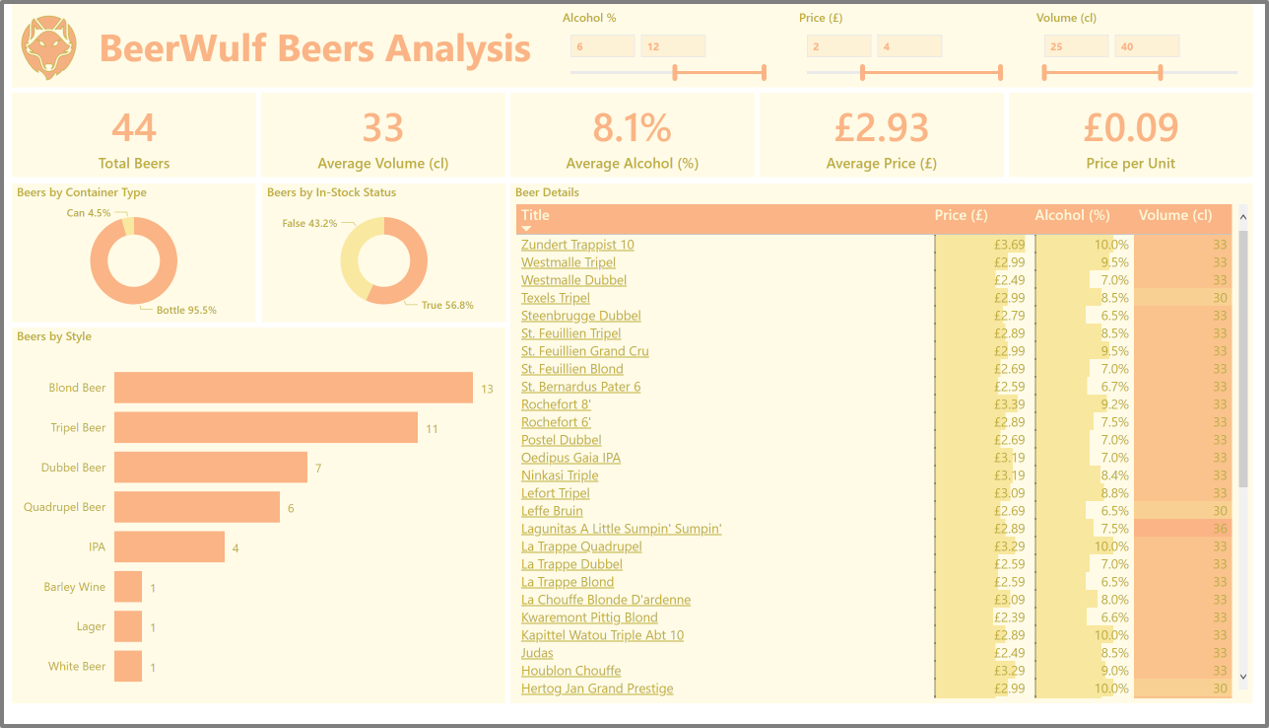 BeerWulf Beers Analysis
Alcohol %
6 12
Price (£)
2 4
Volume (cl)
25 40
44
Total Beers
33
Average Volume (cl)
8.1%
Average Alcohol (%)
£2.93
Average Price (£)
£0.09
Price per Unit
Beers by Container Type
Can 4.5%
Bottle 95.5%
Beers by In-Stock Status
False 43.2%
True 56.8%
Beers by Style
Blond Beer 13
Tripel Beer 11
Dubbel Beer 7
Quadrupel Beer 6
IPA 4
Barley Wine 1
Lager 1
White Beer 1
Beer Details
Title Price (£) Alcohol (%) Volume (cl)
Zundert Trappist 10 £3.69 10.0% 33
Westmalle Tripel £2.99 9.5% 33
Westmalle Dubbel £2.49 7.0% 33
Texels Tripel £2.99 8.5% 30
Steenbrugge Dubbel £2.79 6.5% 33
St. Feuillien Tripel £2.89 8.5% 33
St. Feuillien Grand Cru £2.99 9.5% 33
St. Feuillien Blond £2.69 7.0% 33
St. Bernardus Pater 6 £2.59 6.7% 33
Rochefort 8' £3.39 9.2% 33
Rochefort 6' £2.89 7.5% 33
Postel Dubbel £2.69 7.0% 33
Oedipus Gaia IPA £3.19 7.0% 33
Ninkasi Triple £3.19 8.4% 33
Lefort Tripel £3.09 8.8% 33
Leffe Bruin £2.69 6.5% 30
Lagunitas A Little Sumpin' Sumpin' £2.89 7.5% 36
La Trappe Quadrupel £3.29 10.0% 33
La Trappe Dubbel £2.59 7.0% 33
La Trappe Blond £2.59 6.5% 33
La Chouffe Blonde D'ardenne £3.09 8.0% 33
Kwaremont Pittig Blond £2.39 6.6% 33
Kapittel Watou Triple Abt 10 £2.89 10.0% 33
Judas £2.49 8.5% 33
Houblon Chouffe £3.29 9.0% 33
Hertog Jan Grand Prestige £2.99 10.0% 30